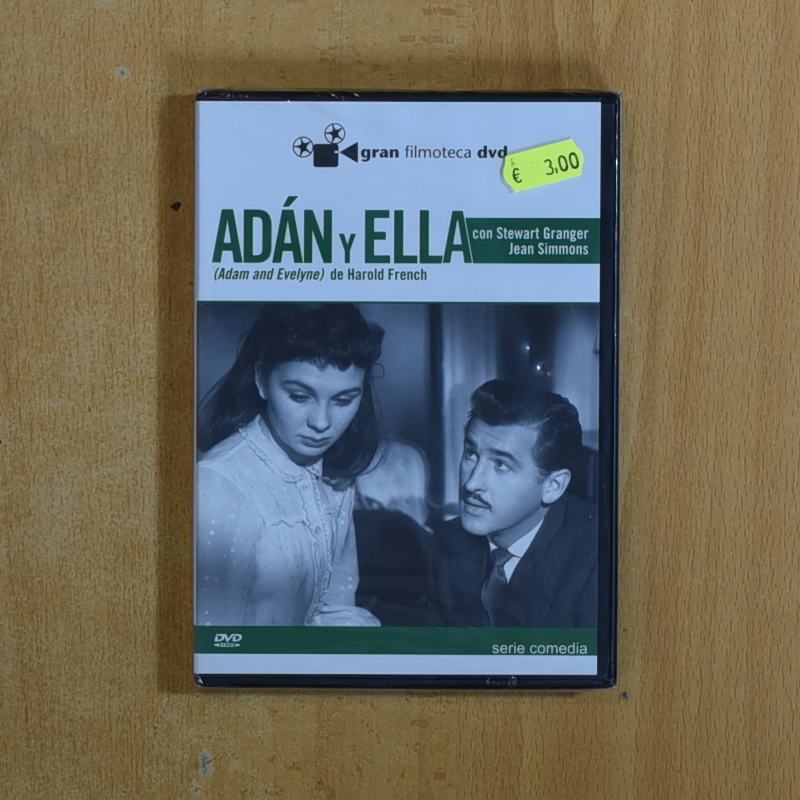 gran filmoteca dvd
€ 3,00
ADÁN Y ELLA
con Stewart Granger
Jean Simmons
(Adam and Evelyne) de Harold French
DVD
VIDEO
serie comedia